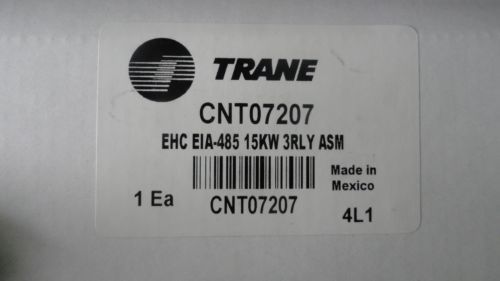 TRANE
CNT07207
EHC EIA-485 15KW 3RLY ASM
Made in
Mexico
1 Ea
CNT07207
4L1